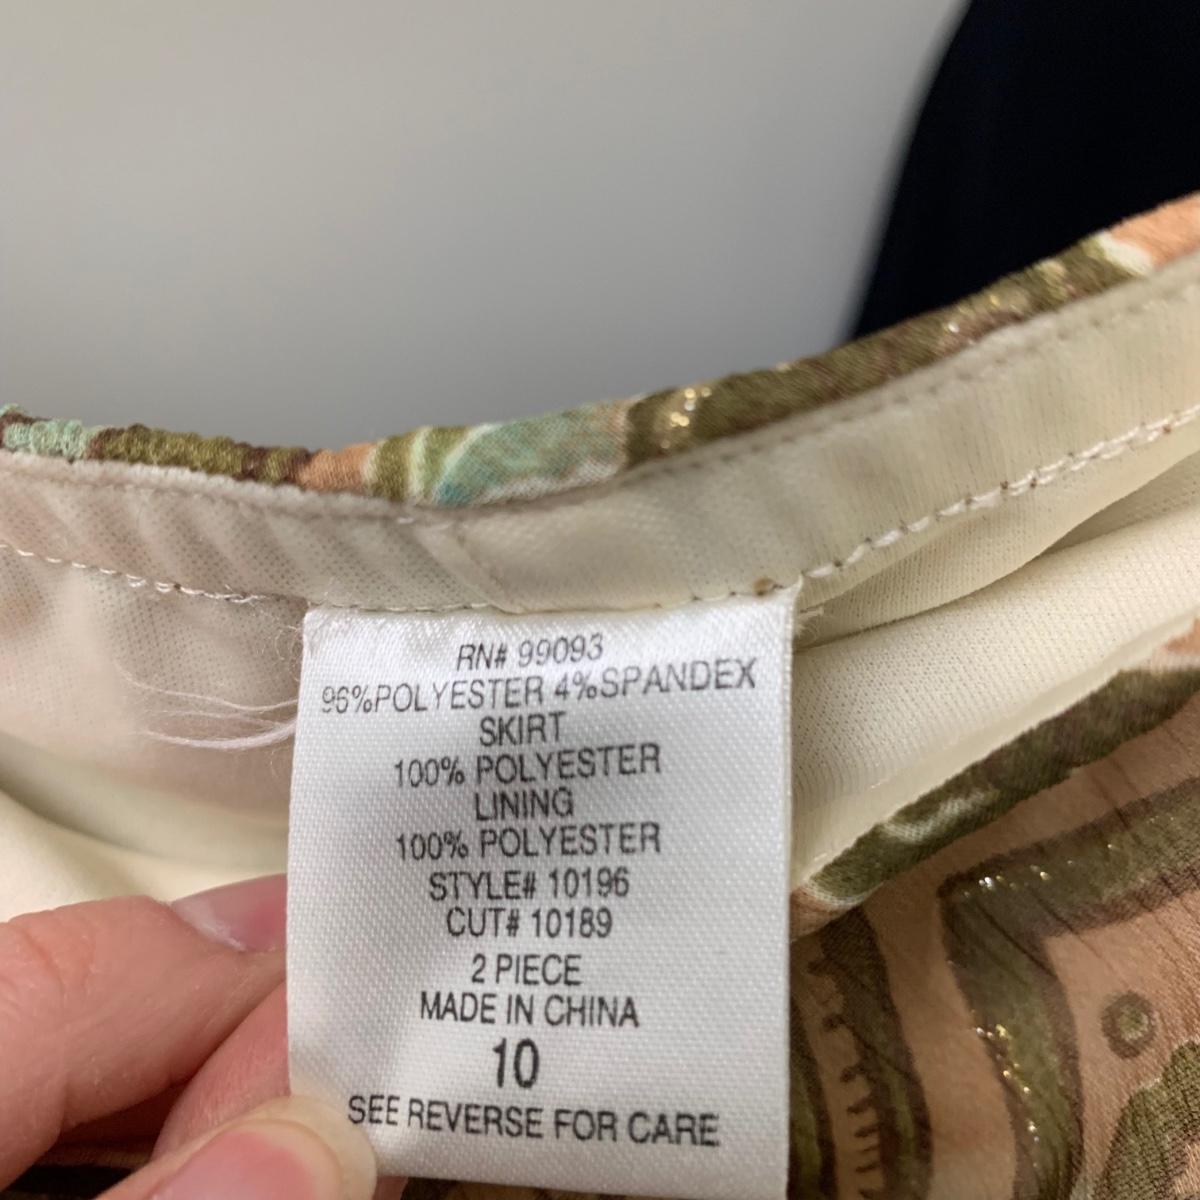 RN# 99093
96%POLYESTER 4%SPANDEX
SKIRT
100% POLYESTER
LINING
100% POLYESTER
STYLE# 10196
CUT# 10189
2 PIECE
MADE IN CHINA
10
SEE REVERSE FOR CARE